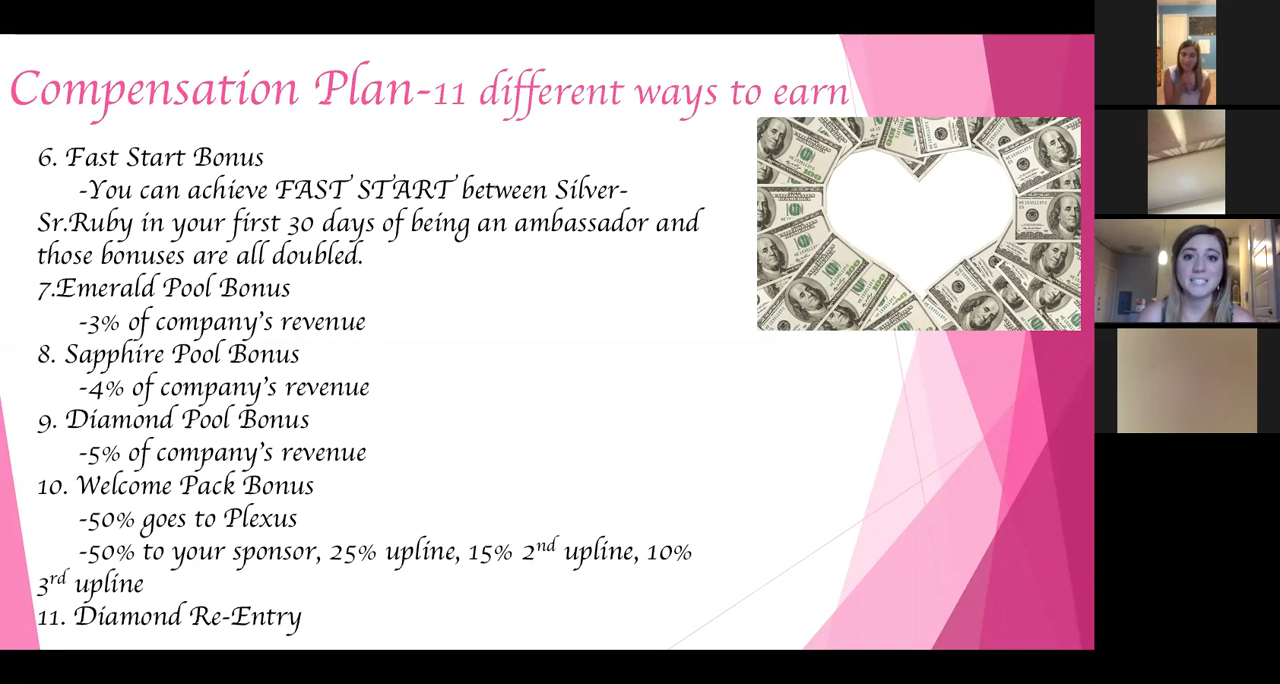 Compensation Plan-11 different ways to earn
6. Fast Start Bonus
-You can achieve FAST START between Silver-
Sr.Ruby in your first 30 days of being an ambassador and
those bonuses are all doubled.
7.Emerald Pool Bonus
-3% of company's revenue
8. Sapphire Pool Bonus
-4% of company's revenue
9. Diamond Pool Bonus
-5% of company's revenue
10. Welcome Pack Bonus
-50% goes to Plexus
-50% to your sponsor, 25% upline, 15% 2nd upline, 10%
3rd upline
11. Diamond Re-Entry